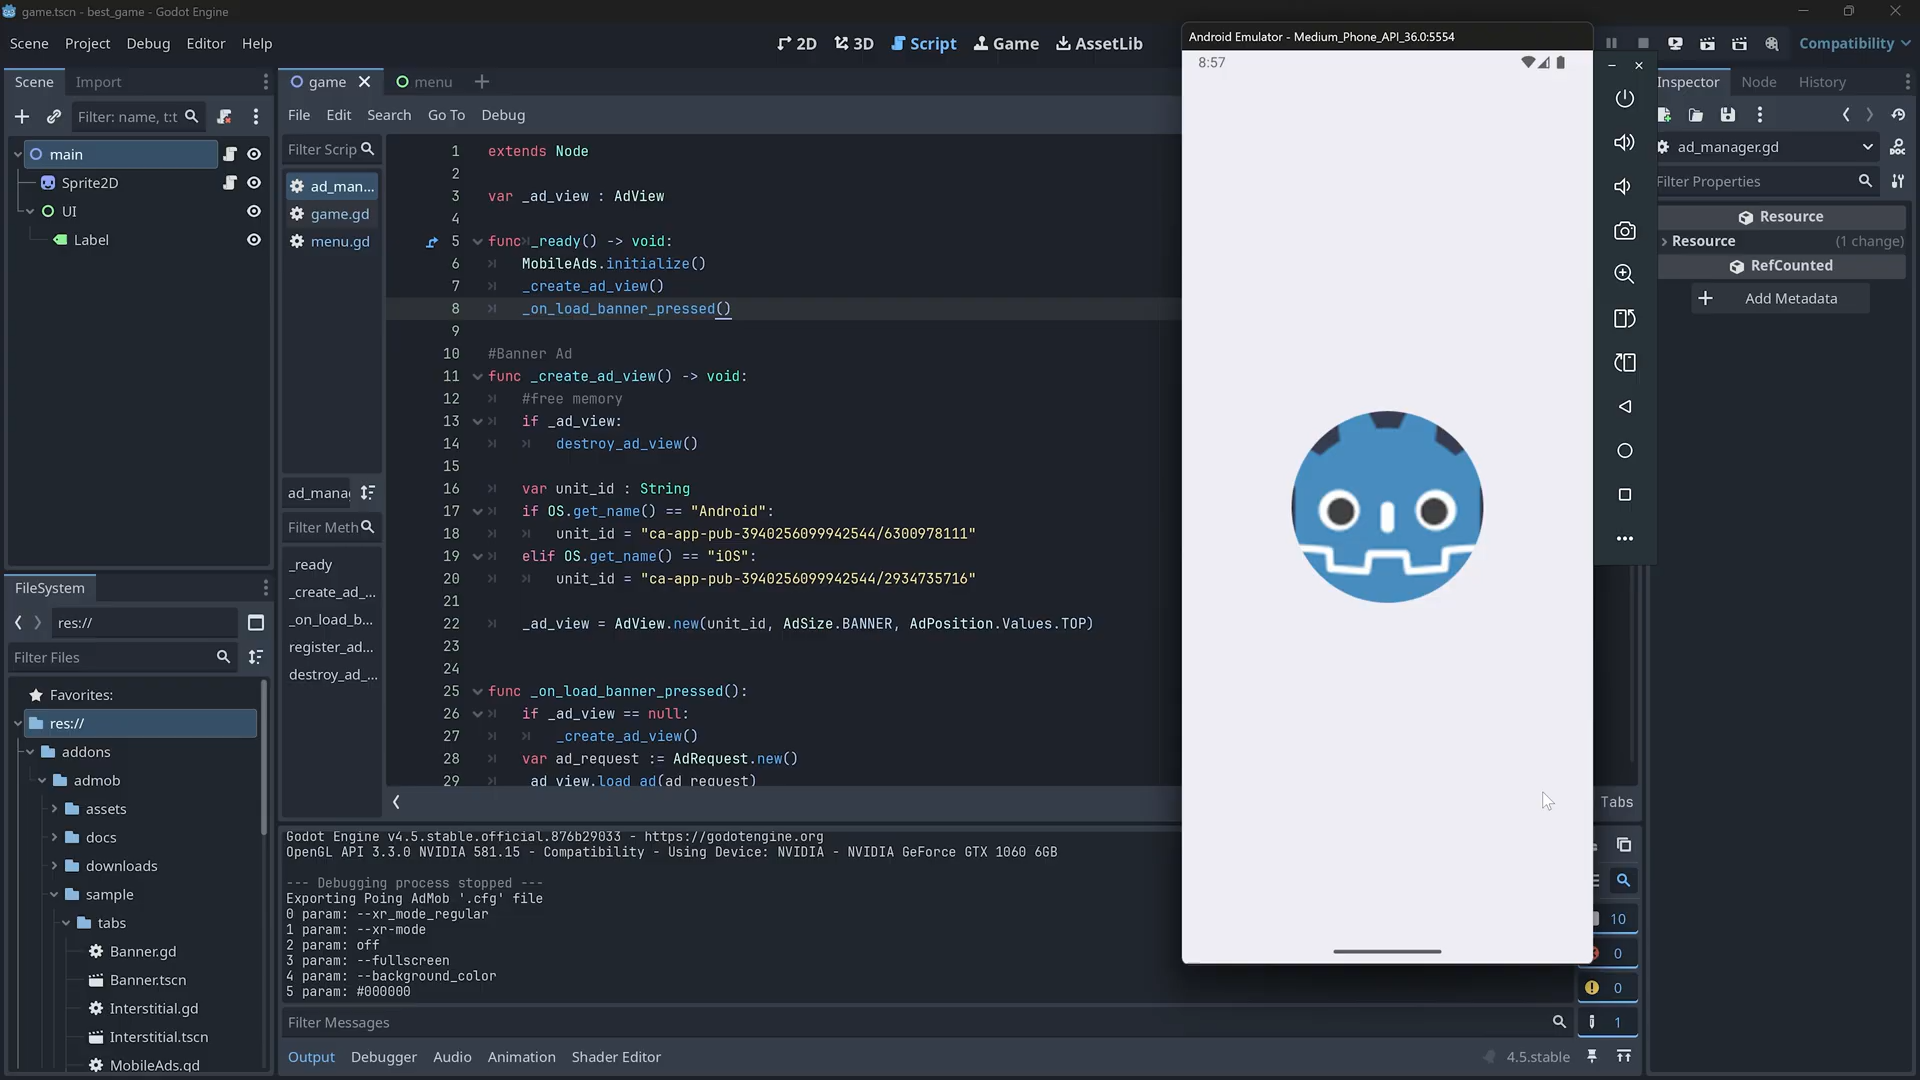 game.tscn - best_game - Godot Engine
Scene Project Debug Editor Help
2D 3D Script Game AssetLib
Compatibility
Scene Import
Filter: name, t:t
main
Sprite2D
UI
Label
FileSystem
res://
Filter Files
Favorites:
res://
addons
admob
assets
docs
downloads
sample
tabs
Banner.gd
Banner.tscn
Interstitial.gd
Interstitial.tscn
MobileAds.gd
game menu
File Edit Search Go To Debug
Filter Scrip
ad_man...
game.gd
menu.gd
ad_mana
Filter Meth
_ready
_create_ad_...
_on_load_b...
register_ad...
destroy_ad_...
1 extends Node
2
3 var _ad_view : AdView
4
5 func _ready() -> void:
6 MobileAds.initialize()
7 _create_ad_view()
8 _on_load_banner_pressed()
9
10 #Banner Ad
11 func _create_ad_view() -> void:
12 #free memory
13 if _ad_view:
14 destroy_ad_view()
15
16 var unit_id : String
17 if OS.get_name() == "Android":
18 unit_id = "ca-app-pub-3940256099942544/6300978111"
19 elif OS.get_name() == "iOS":
20 unit_id = "ca-app-pub-3940256099942544/2934735716"
21
22 _ad_view = AdView.new(unit_id, AdSize.BANNER, AdPosition.Values.TOP)
23
24
25 func _on_load_banner_pressed():
26 if _ad_view == null:
27 _create_ad_view()
28 var ad_request := AdRequest.new()
29 _ad_view.load_ad(ad_request)
Tabs
Godot Engine v4.5.stable.official.876b29033 - https://godotengine.org
OpenGL API 3.3.0 NVIDIA 581.15 - Compatibility - Using Device: NVIDIA - NVIDIA GeForce GTX 1060 6GB
--- Debugging process stopped ---
Exporting Poing AdMob '.cfg' file
0 param: --xr_mode_regular
1 param: --xr-mode
2 param: off
3 param: --fullscreen
4 param: --background_color
5 param: #000000
Filter Messages
10
0
0
1
Output Debugger Audio Animation Shader Editor
4.5.stable
Android Emulator - Medium_Phone_API_36.0:5554
8:57
Inspector Node History
ad_manager.gd
Filter Properties
Resource
Resource (1 change)
RefCounted
Add Metadata